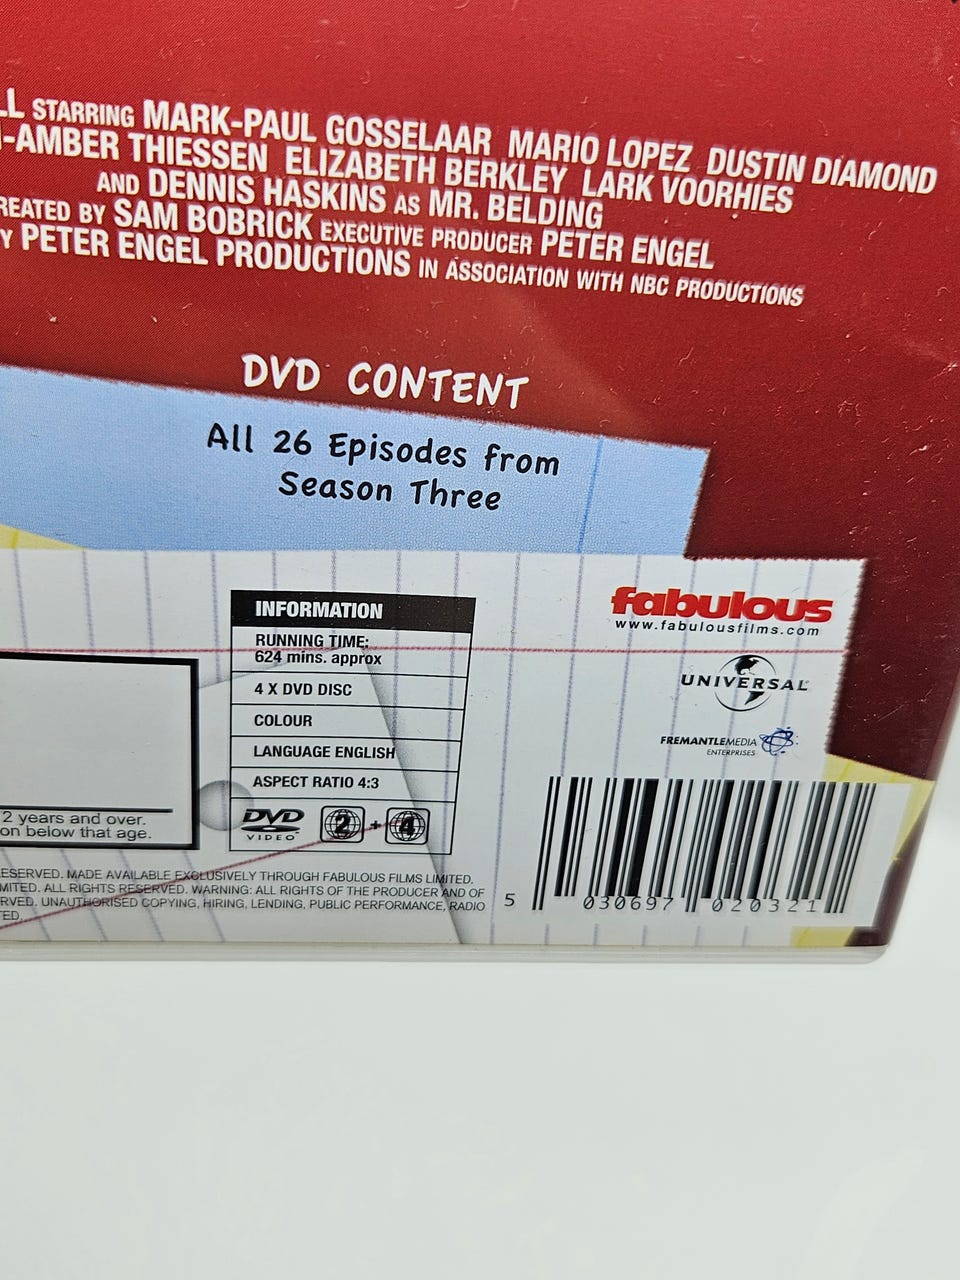 LL STARRING MARK-PAUL GOSSELAAR MARIO LOPEZ DUSTIN DIAMOND
-AMBER THIESSEN ELIZABETH BERKLEY LARK VOORHIES
AND DENNIS HASKINS AS MR. BELDING
REATED BY SAM BOBRICK EXECUTIVE PRODUCER PETER ENGEL
Y PETER ENGEL PRODUCTIONS IN ASSOCIATION WITH NBC PRODUCTIONS
DVD CONTENT
All 26 Episodes from
Season Three
INFORMATION
RUNNING TIME:
624 mins. approx
4 X DVD DISC
COLOUR
LANGUAGE ENGLISH
ASPECT RATIO 4:3
DVD
VIDEO
2 + 4
fabulous
www.fabulousfilms.com
UNIVERSAL
FREMANTLEMEDIA
ENTERPRISES
2 years and over.
on below that age.
ESERVED. MADE AVAILABLE EXCLUSIVELY THROUGH FABULOUS FILMS LIMITED.
MITED. ALL RIGHTS RESERVED. WARNING: ALL RIGHTS OF THE PRODUCER AND OF
RVED. UNAUTHORISED COPYING, HIRING, LENDING, PUBLIC PERFORMANCE, RADIO
TED.
5 030697 020321